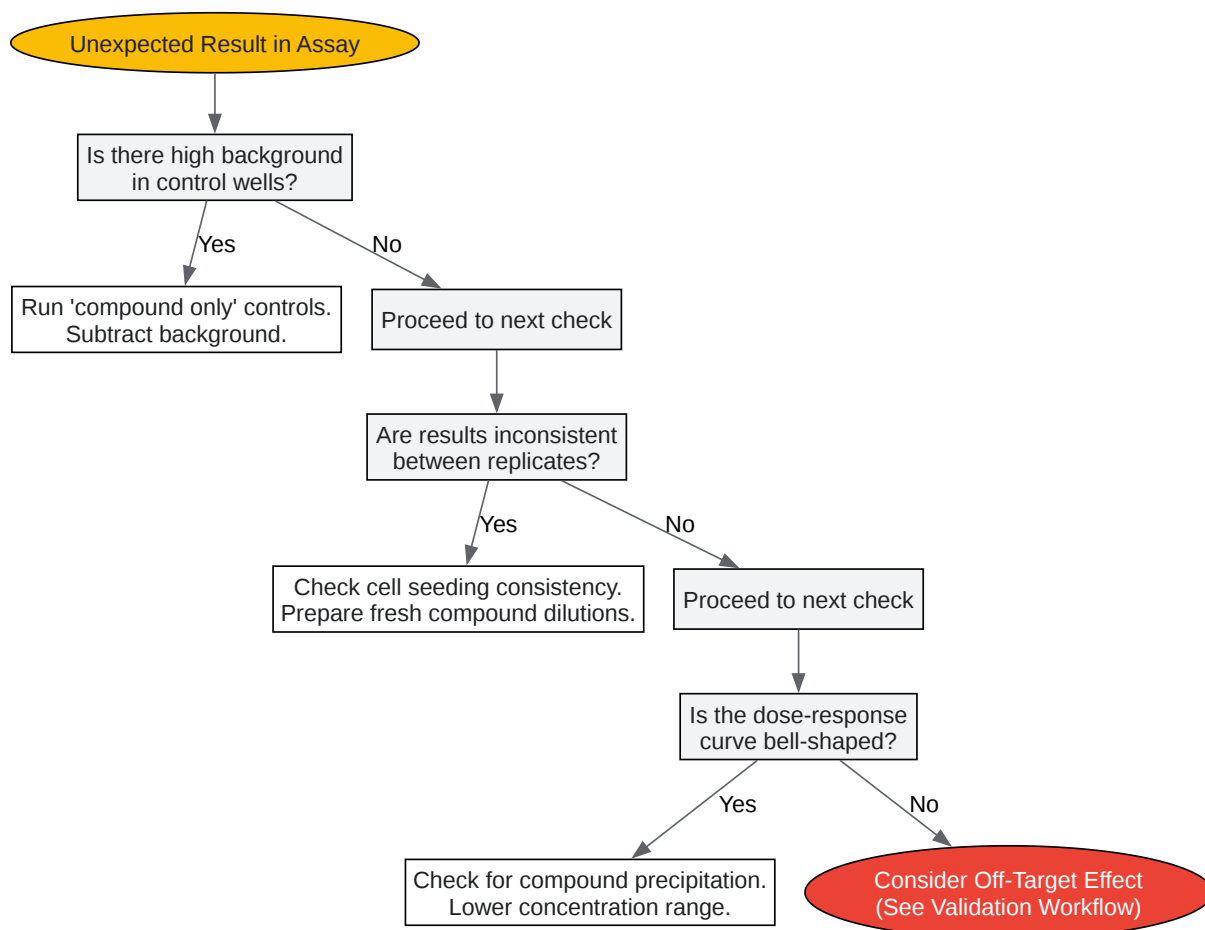 Unexpected Result in Assay
Is there high background
in control wells?
Yes
No
Run 'compound only' controls.
Subtract background.
Proceed to next check
Are results inconsistent
between replicates?
Yes
No
Check cell seeding consistency.
Prepare fresh compound dilutions.
Proceed to next check
Is the dose-response
curve bell-shaped?
Yes
No
Check for compound precipitation.
Lower concentration range.
Consider Off-Target Effect
(See Validation Workflow)